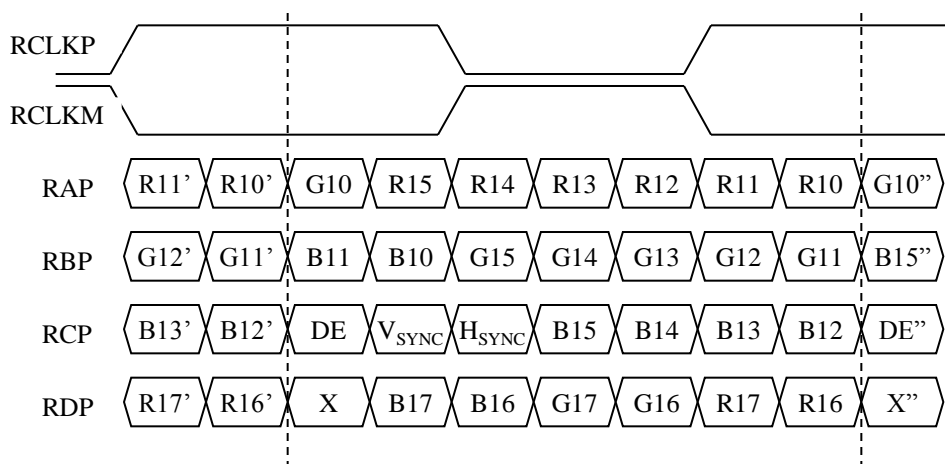 RCLKP
RCLKM
RAP R11’ R10’ G10 R15 R14 R13 R12 R11 R10 G10”
RBP G12’ G11’ B11 B10 G15 G14 G13 G12 G11 B15”
RCP B13’ B12’ DE VSYNC HSYNC B15 B14 B13 B12 DE”
RDP R17’ R16’ X B17 B16 G17 G16 R17 R16 X”